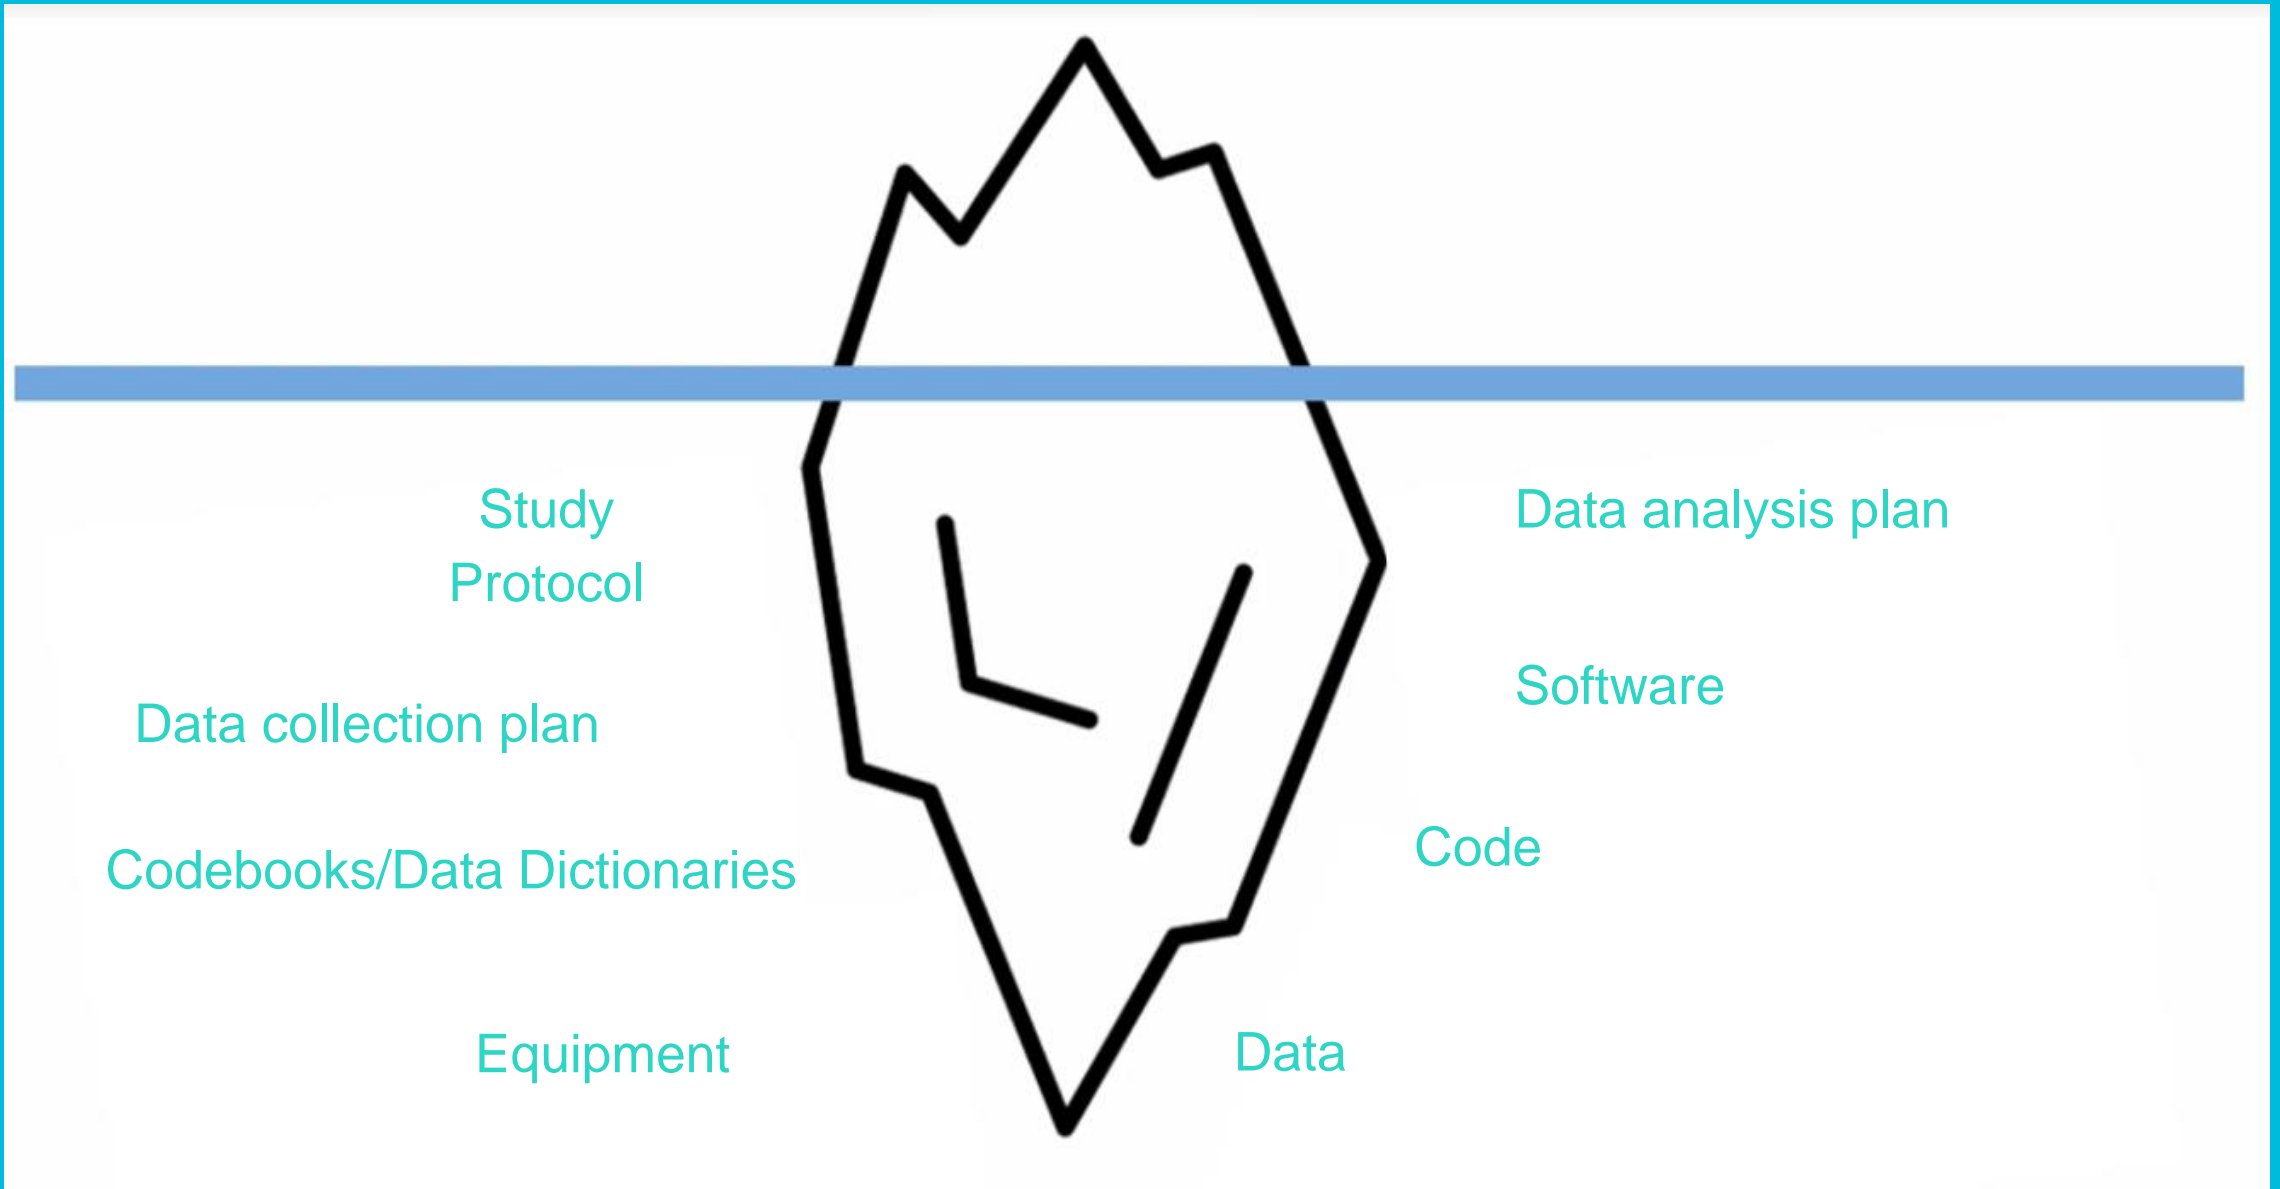 Study
Protocol
Data collection plan
Codebooks/Data Dictionaries
Equipment
Data analysis plan
Software
Code
Data